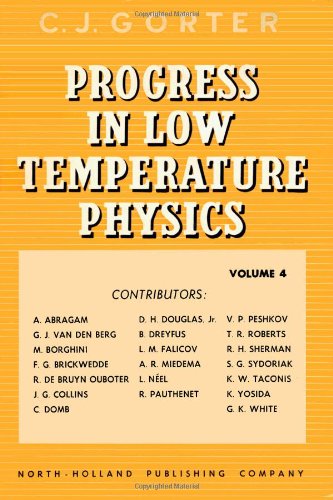 C. J. GORTER
PROGRESS
IN LOW
TEMPERATURE
PHYSICS
VOLUME 4
CONTRIBUTORS:
A. ABRAGAM
G. J. VAN DEN BERG
M. BORGHINI
F. G. BRICKWEDDE
R. DE BRUYN OUBOTER
J. G. COLLINS
C. DOMB
D. H. DOUGLAS, Jr.
B. DREYFUS
L. M. FALICOV
A. R. MIEDEMA
L. NÉEL
R. PAUTHENET
V. P. PESHKOV
T. R. ROBERTS
R. H. SHERMAN
S. G. SYDORIAK
K. W. TACONIS
K. YOSIDA
G. K. WHITE
NORTH-HOLLAND PUBLISHING COMPANY